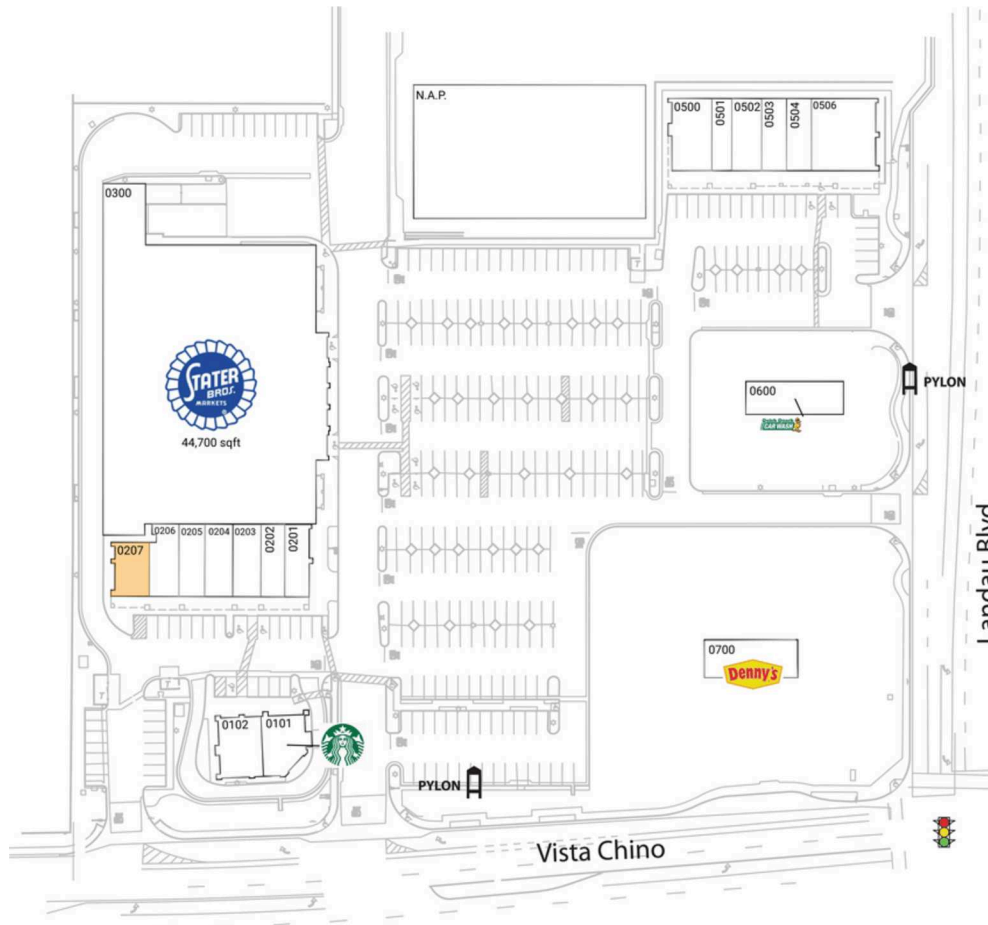 N.A.P.
0500
0501
0502
0503
0504
0506
0300
STATER
BROS.
MARKETS
44,700 sqft
0600
CAR WASH
PYLON
0206
0205
0204
0203
0202
0201
0207
Landau Blvd
0700
Denny's
0102
0101
PYLON
Vista Chino